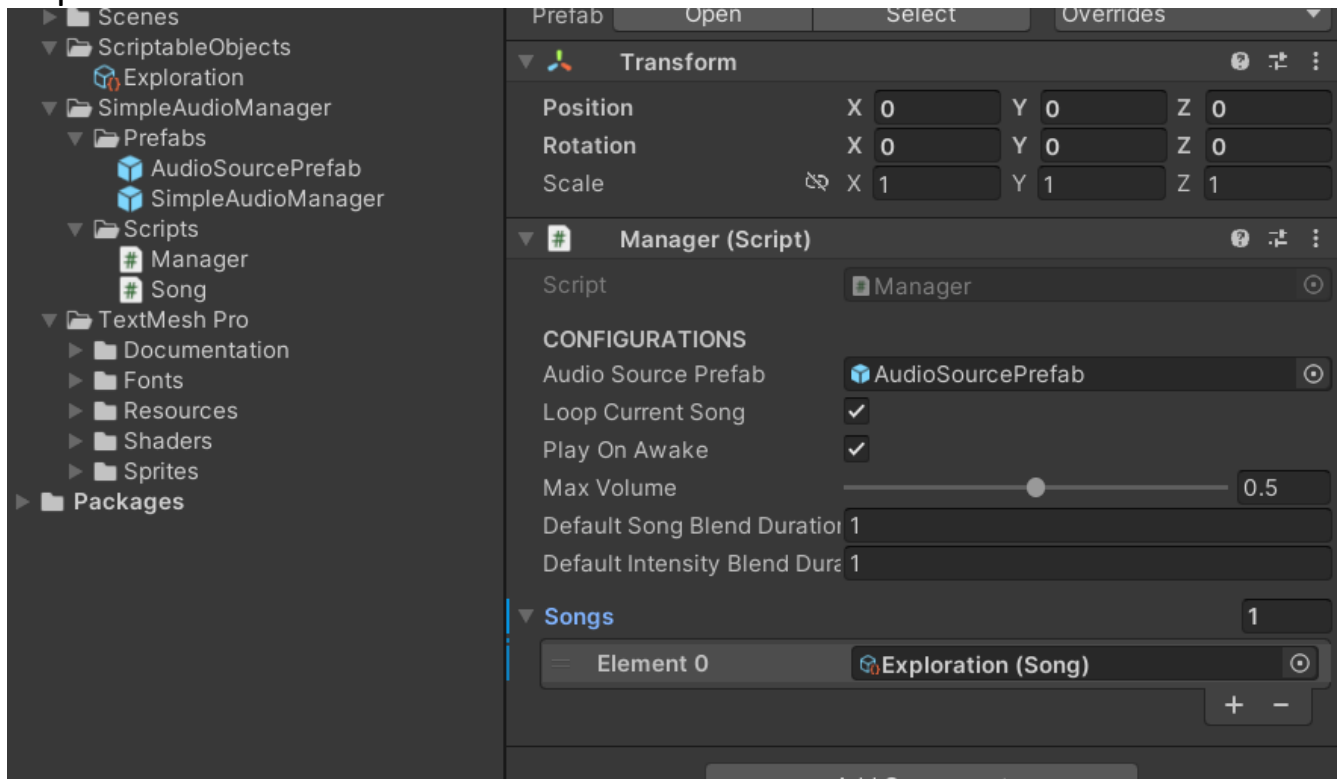 Scenes
ScriptableObjects
Exploration
SimpleAudioManager
Prefabs
AudioSourcePrefab
SimpleAudioManager
Scripts
Manager
Song
TextMesh Pro
Documentation
Fonts
Resources
Shaders
Sprites
Packages
Prefab Open Select Overrides
Transform
Position X 0 Y 0 Z 0
Rotation X 0 Y 0 Z 0
Scale X 1 Y 1 Z 1
# Manager (Script)
Script Manager
CONFIGURATIONS
Audio Source Prefab AudioSourcePrefab
Loop Current Song
Play On Awake
Max Volume 0.5
Default Song Blend Duration 1
Default Intensity Blend Dura 1
Songs 1
Element 0 Exploration (Song)
+ −